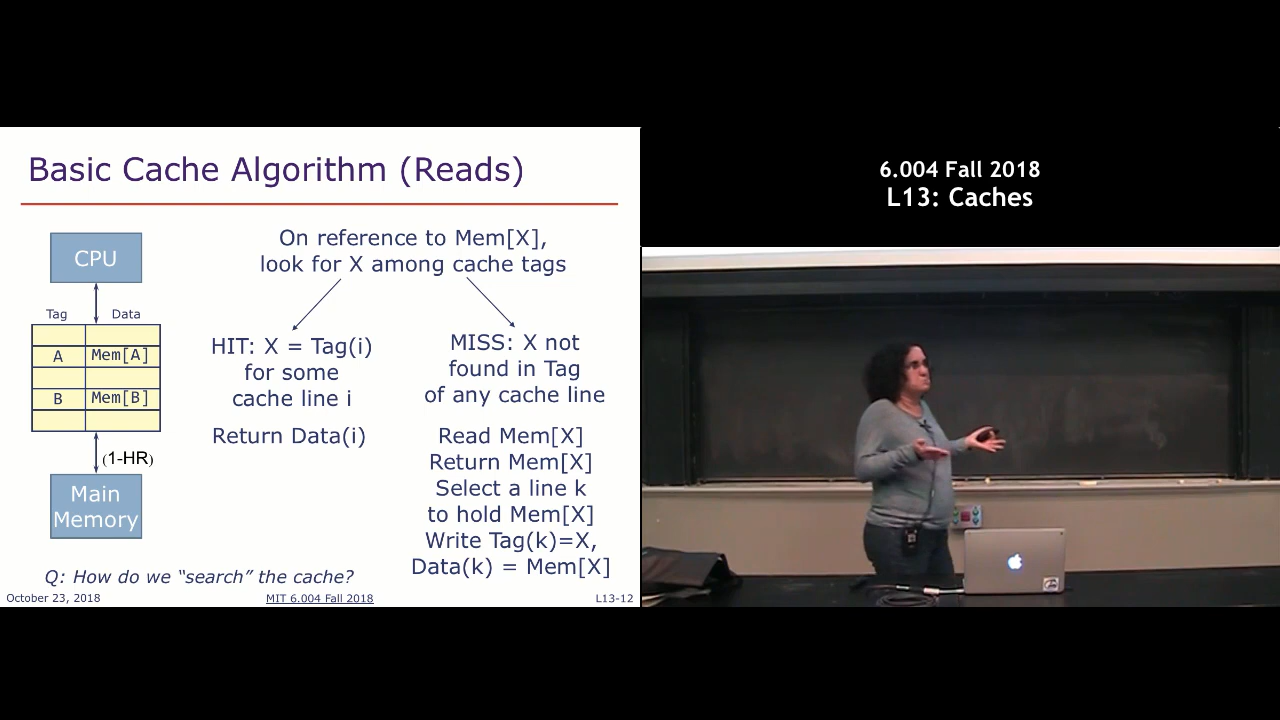 Basic Cache Algorithm (Reads)
CPU
Tag Data
A Mem[A]
B Mem[B]
(1-HR)
Main
Memory
On reference to Mem[X],
look for X among cache tags
HIT: X = Tag(i)
for some
cache line i
Return Data(i)
MISS: X not
found in Tag
of any cache line
Read Mem[X]
Return Mem[X]
Select a line k
to hold Mem[X]
Write Tag(k)=X,
Data(k) = Mem[X]
Q: How do we “search” the cache?
October 23, 2018
MIT 6.004 Fall 2018
L13-12
6.004 Fall 2018
L13: Caches